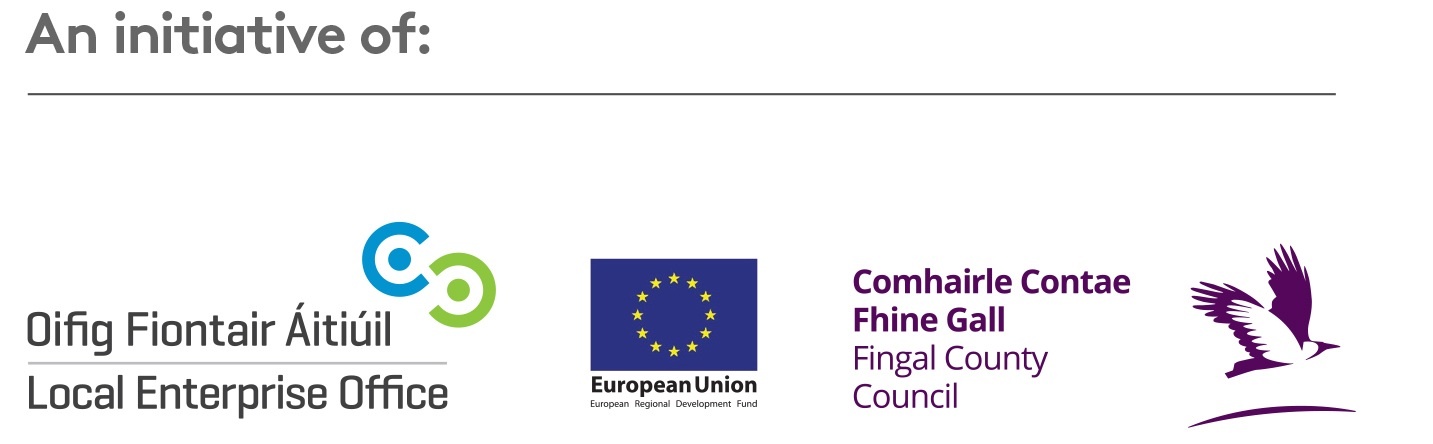 An initiative of:
Oifig Fiontair Áitiúil
Local Enterprise Office
European Union
European Regional Development Fund
Comhairle Contae
Fhine Gall
Fingal County
Council